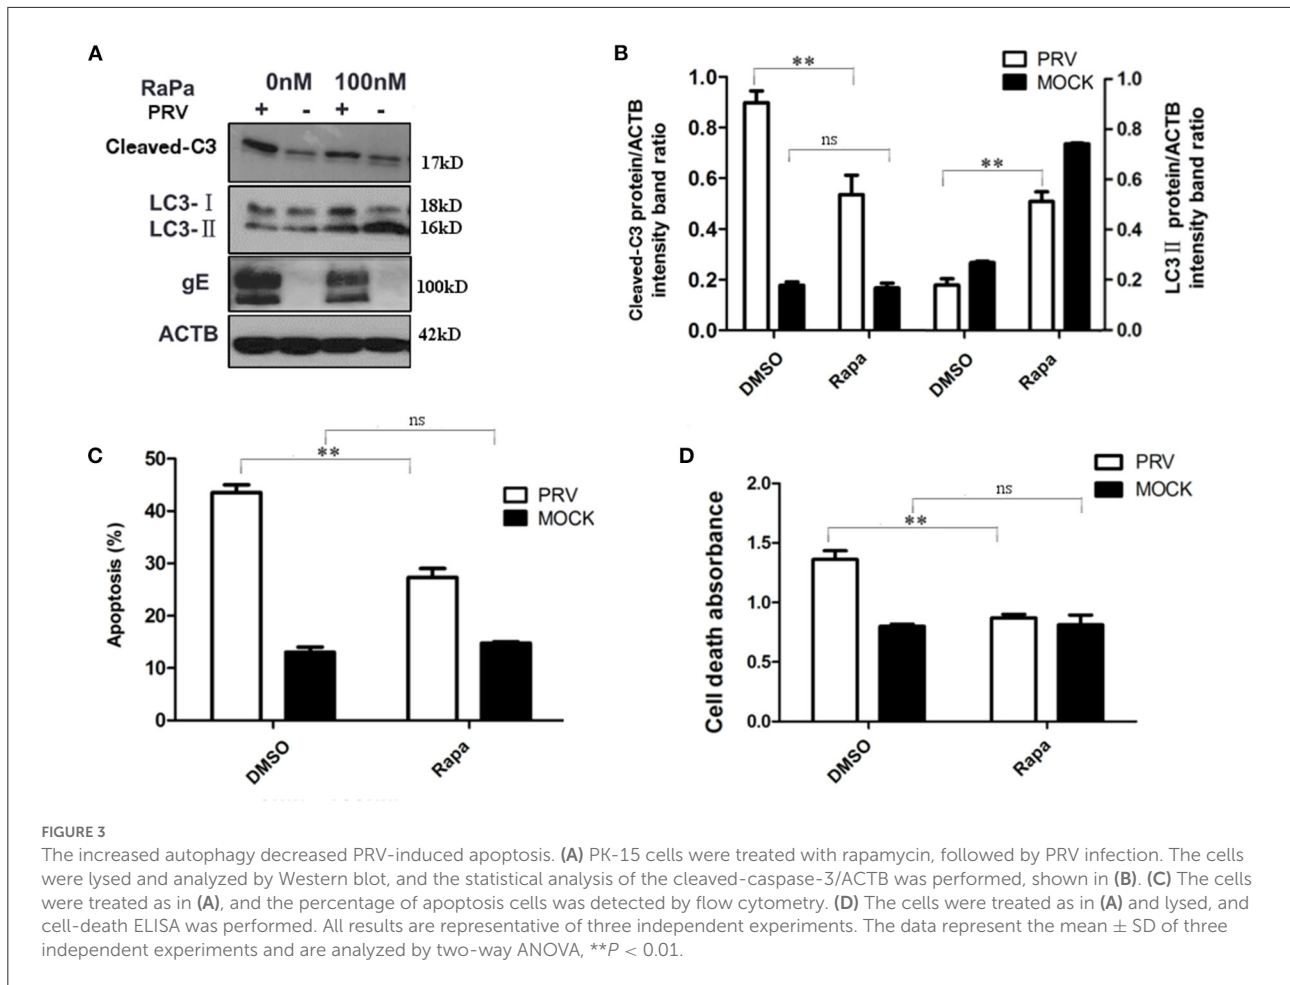 A
RaPa 0nM 100nM
PRV + - + -
Cleaved-C3
17kD
LC3-Ⅰ 18kD
LC3-Ⅱ 16kD
gE 100kD
ACTB 42kD
B
PRV
MOCK
**
ns
**
1.0
0.8
0.6
0.4
0.2
0.0
Cleaved-C3 protein/ACTB
intensity band ratio
1.0
0.8
0.6
0.4
0.2
0.0
LC3Ⅱ protein/ACTB
intensity band ratio
DMSO Rapa DMSO Rapa
C
ns
**
PRV
MOCK
50
40
30
20
10
0
Apoptosis (%)
DMSO Rapa
D
PRV
MOCK
ns
**
2.0
1.5
1.0
0.5
0.0
Cell death absorbance
DMSO Rapa
FIGURE 3
The increased autophagy decreased PRV-induced apoptosis. (A) PK-15 cells were treated with rapamycin, followed by PRV infection. The cells
were lysed and analyzed by Western blot, and the statistical analysis of the cleaved-caspase-3/ACTB was performed, shown in (B). (C) The cells
were treated as in (A), and the percentage of apoptosis cells was detected by flow cytometry. (D) The cells were treated as in (A) and lysed, and
cell-death ELISA was performed. All results are representative of three independent experiments. The data represent the mean ± SD of three
independent experiments and are analyzed by two-way ANOVA, **P < 0.01.